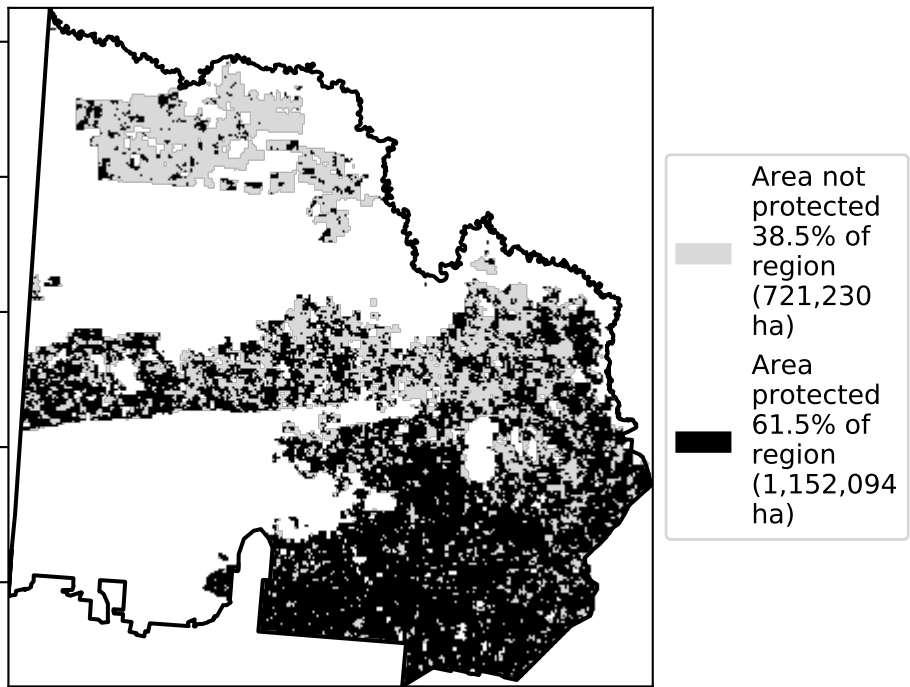 Area not
protected
38.5% of
region
(721,230
ha)
Area
protected
61.5% of
region
(1,152,094
ha)